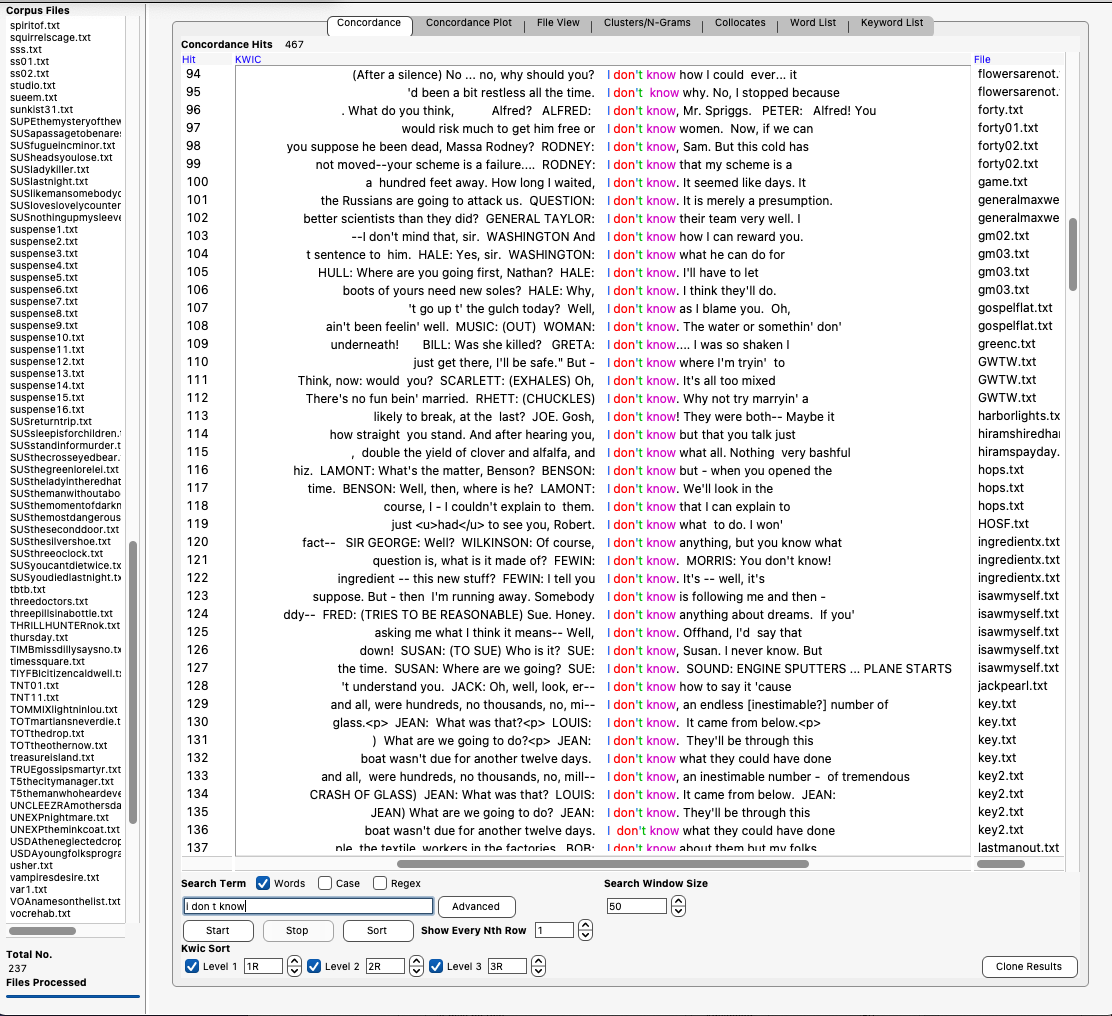 Corpus Files
spiritof.txt
squirrelscage.txt
sss.txt
ss01.txt
ss02.txt
studio.txt
sueem.txt
sunkist31.txt
SUPEthemysteryofthew
SUSapassagetobenares
SUSfugueincminor.txt
SUSheadsyoulose.txt
SUSladykiller.txt
SUSlastnight.txt
SUSlikemansomebodyc
SUSloveslovelycounter
SUSnothingupmysleeve
suspense1.txt
suspense2.txt
suspense3.txt
suspense4.txt
suspense5.txt
suspense6.txt
suspense7.txt
suspense8.txt
suspense9.txt
suspense10.txt
suspense11.txt
suspense12.txt
suspense13.txt
suspense14.txt
suspense15.txt
suspense16.txt
SUSreturntrip.txt
SUSsleepisforchildren.t
SUSstandinformurder.t
SUSthecrosseyedbear.
SUSthegreenlorelei.txt
SUStheladyintheredhat
SUSthemanwithoutabo
SUSthemomentofdarkn
SUSthemostdangerous
SUStheseconddoor.txt
SUSthesilvershoe.txt
SUSthreeoclock.txt
SUSyoucantdietwice.tx
SUSyoudiedlastnight.tx
tbtb.txt
threedoctors.txt
threepillsinabottle.txt
THRILLHUNTERnok.txt
thursday.txt
TIMBmissdillysaysno.tx
timessquare.txt
TIYFBIcitizencaldwell.tx
TNT01.txt
TNT11.txt
TOMMIXlightninlou.txt
TOTmartiansneverdie.t
TOTthedrop.txt
TOTtheothernow.txt
treasureisland.txt
TRUEgossipsmartyr.txt
T5thecitymanager.txt
T5themanwhoheardeve
UNCLEEZRAmothersda
UNEXPnightmare.txt
UNEXPtheminkcoat.txt
USDAtheneglectedcrop
USDAyoungfolksprogra
usher.txt
vampiresdesire.txt
var1.txt
VOAnamesonthelist.txt
vocrehab.txt
Total No.
237
Files Processed
Concordance Concordance Plot File View Clusters/N-Grams Collocates Word List Keyword List
Concordance Hits 467
Hit KWIC File
94 (After a silence) No ... no, why should you? I don't know how I could ever... it flowersarenot.
95 'd been a bit restless all the time. I don't know why. No, I stopped because flowersarenot.
96 . What do you think, Alfred? ALFRED: I don't know, Mr. Spriggs. PETER: Alfred! You forty.txt
97 would risk much to get him free or I don't know women. Now, if we can forty01.txt
98 you suppose he been dead, Massa Rodney? RODNEY: I don't know, Sam. But this cold has forty02.txt
99 not moved--your scheme is a failure.... RODNEY: I don't know that my scheme is a forty02.txt
100 a hundred feet away. How long I waited, I don't know. It seemed like days. It game.txt
101 the Russians are going to attack us. QUESTION: I don't know. It is merely a presumption. generalmaxwe
102 better scientists than they did? GENERAL TAYLOR: I don't know their team very well. I generalmaxwe
103 --I don't mind that, sir. WASHINGTON And I don't know how I can reward you. gm02.txt
104 t sentence to him. HALE: Yes, sir. WASHINGTON: I don't know what he can do for gm03.txt
105 HULL: Where are you going first, Nathan? HALE: I don't know. I'll have to let gm03.txt
106 boots of yours need new soles? HALE: Why, I don't know. I think they'll do. gm03.txt
107 't go up t' the gulch today? Well, I don't know as I blame you. Oh, gospelflat.txt
108 ain't been feelin' well. MUSIC: (OUT) WOMAN: I don't know. The water or somethin' don' gospelflat.txt
109 underneath! BILL: Was she killed? GRETA: I don't know.... I was so shaken I greenc.txt
110 just get there, I'll be safe." But - I don't know where I'm tryin' to GWTW.txt
111 Think, now: would you? SCARLETT: (EXHALES) Oh, I don't know. It's all too mixed GWTW.txt
112 There's no fun bein' married. RHETT: (CHUCKLES) I don't know. Why not try marryin' a GWTW.txt
113 likely to break, at the last? JOE. Gosh, I don't know! They were both-- Maybe it harborlights.tx
114 how straight you stand. And after hearing you, I don't know but that you talk just hiramshiredhar
115 , double the yield of clover and alfalfa, and I don't know what all. Nothing very bashful hiramspayday.
116 hiz. LAMONT: What's the matter, Benson? BENSON: I don't know but - when you opened the hops.txt
117 time. BENSON: Well, then, where is he? LAMONT: I don't know. We'll look in the hops.txt
118 course, I - I couldn't explain to them. I don't know that I can explain to hops.txt
119 just <u>had</u> to see you, Robert. I don't know what to do. I won' HOSF.txt
120 fact-- SIR GEORGE: Well? WILKINSON: Of course, I don't know anything, but you know what ingredientx.txt
121 question is, what is it made of? FEWIN: I don't know. MORRIS: You don't know! ingredientx.txt
122 ingredient -- this new stuff? FEWIN: I tell you I don't know. It's -- well, it's ingredientx.txt
123 suppose. But - then I'm running away. Somebody I don't know is following me and then - isawmyself.txt
124 ddy-- FRED: (TRIES TO BE REASONABLE) Sue. Honey. I don't know anything about dreams. If you' isawmyself.txt
125 asking me what I think it means-- Well, I don't know. Offhand, I'd say that isawmyself.txt
126 down! SUSAN: (TO SUE) Who is it? SUE: I don't know, Susan. I never know. But isawmyself.txt
127 the time. SUSAN: Where are we going? SUE: I don't know. SOUND: ENGINE SPUTTERS ... PLANE STARTS isawmyself.txt
128 't understand you. JACK: Oh, well, look, er-- I don't know how to say it 'cause jackpearl.txt
129 and all, were hundreds, no thousands, no, mi-- I don't know, an endless [inestimable?] number of key.txt
130 glass.<p> JEAN: What was that?<p> LOUIS: I don't know. It came from below.<p> key.txt
131 ) What are we going to do?<p> JEAN: I don't know. They'll be through this key.txt
132 boat wasn't due for another twelve days. I don't know what they could have done key.txt
133 and all, were hundreds, no thousands, no, mill-- I don't know, an inestimable number - of tremendous key2.txt
134 CRASH OF GLASS) JEAN: What was that? LOUIS: I don't know. It came from below. JEAN: key2.txt
135 JEAN) What are we going to do? JEAN: I don't know. They'll be through this key2.txt
136 boat wasn't due for another twelve days. I don't know what they could have done key2.txt
137 ple, the textile workers in the factories. BOB: I don't know about them but my folks lastmanout.txt
Search Term Words Case Regex Search Window Size
i don t know Advanced 50
Start Stop Sort Show Every Nth Row 1
Kwic Sort
Level 1 1R Level 2 2R Level 3 3R Clone Results